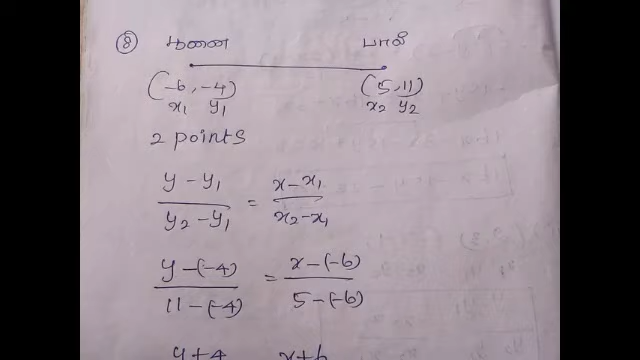 ⑧ பூனை பால்
(-6, -4) (5, 11)
x₁ y₁ x₂ y₂
2 points
y - y₁ / y₂ - y₁ = x - x₁ / x₂ - x₁
y - (-4) / 11 - (-4) = x - (-6) / 5 - (-6)
y + 4 x + 6